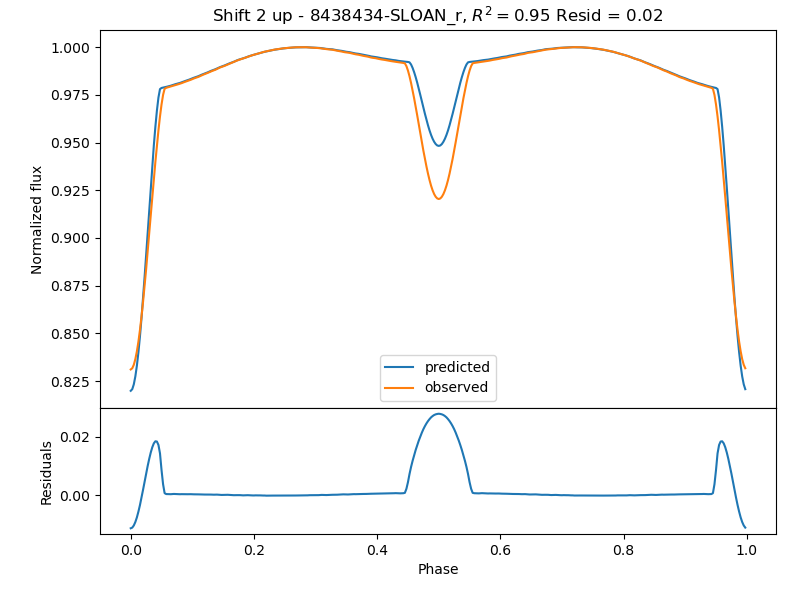 Shift 2 up - 8438434-SLOAN_r, $R^2 = 0.95$ Resid = 0.02
1.000
0.975
0.950
0.925
0.900
0.875
0.850
0.825
Normalized flux
predicted
observed
0.02
0.00
Residuals
0.0 0.2 0.4 0.6 0.8 1.0
Phase